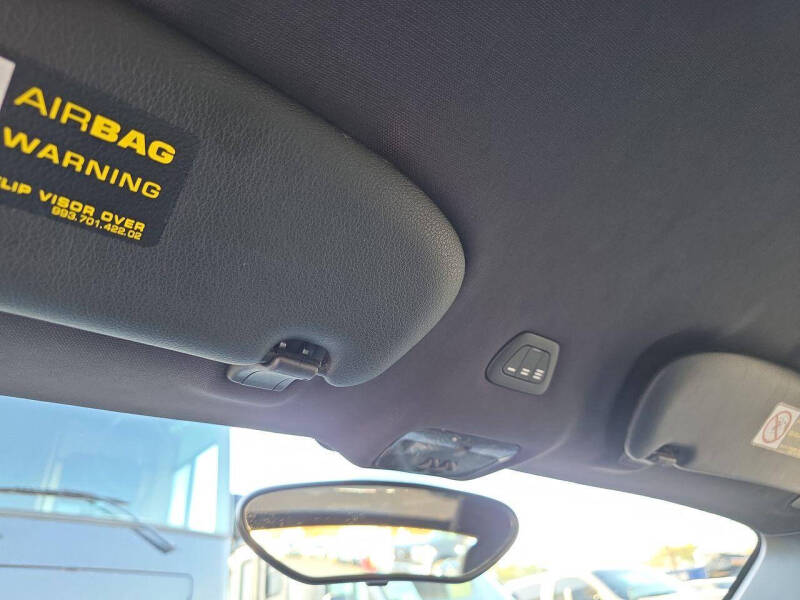 AIRBAG
WARNING
FLIP VISOR OVER
993.701.422.02